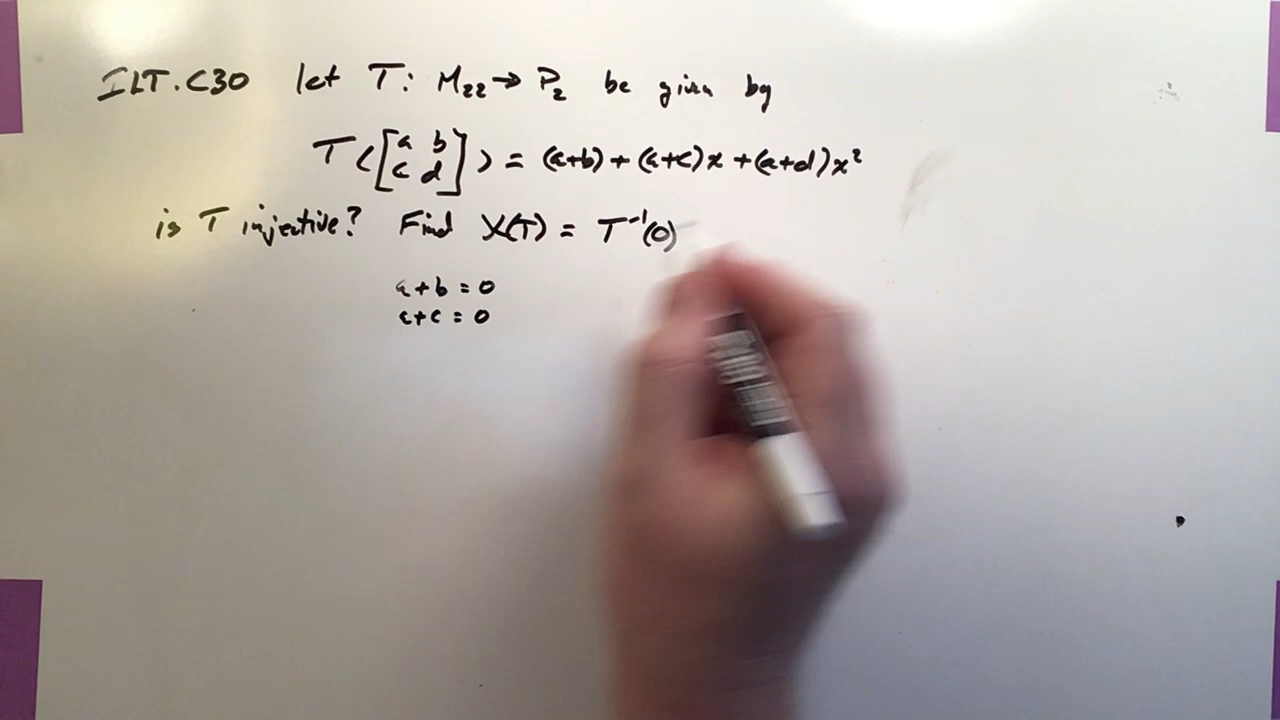 ILT.C30 let T: M₂₂ → P₂ be given by
T([a b; c d]) = (a+b) + (a+c)x + (a+d)x²
is T injective? Find K(T) = T⁻¹(0)
a+b = 0
a+c = 0